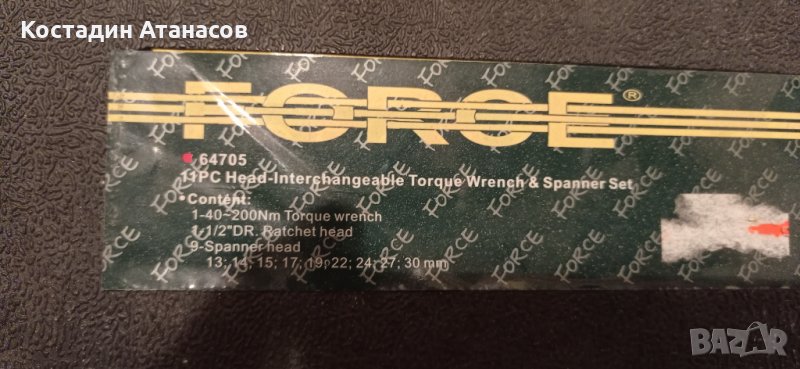 Костадин Атанасов
FORCE®
64705
11PC Head-Interchangeable Torque Wrench & Spanner Set
•Content:
1-40~200Nm Torque wrench
1-1/2"DR. Ratchet head
9-Spanner head
13; 14; 15; 17; 19; 22; 24; 27; 30 mm
BAZAR